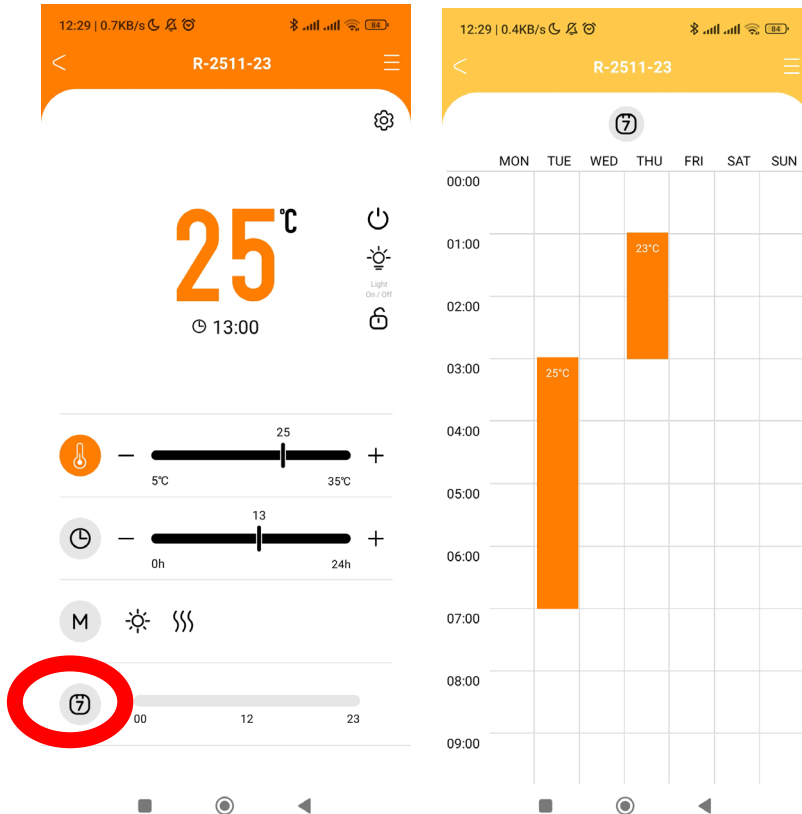 12:29 | 0.7KB/s
84
R-2511-23
25°C
13:00
Light
On / Off
25
5°C
35°C
13
0h
24h
M
7
00
12
23
12:29 | 0.4KB/s
84
R-2511-23
7
MON TUE WED THU FRI SAT SUN
00:00
01:00
23°C
02:00
03:00
25°C
04:00
05:00
06:00
07:00
08:00
09:00